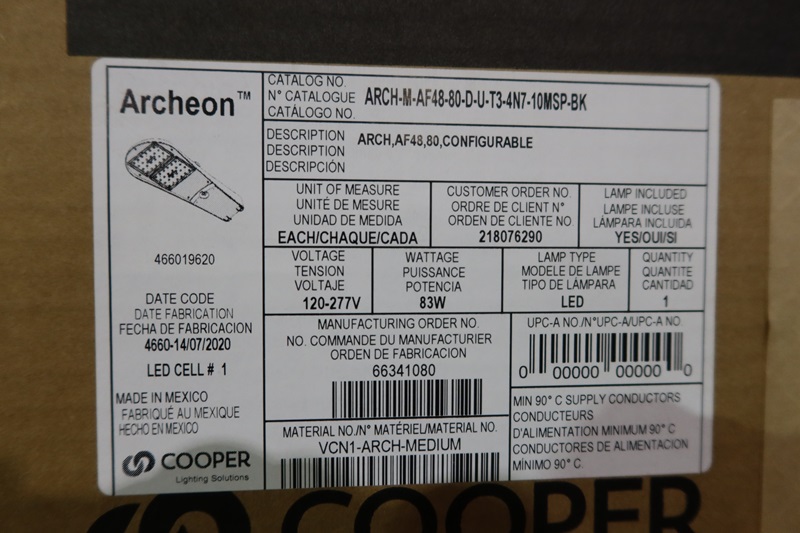 Archeon™
466019620
DATE CODE
DATE FABRICATION
FECHA DE FABRICACION
4660-14/07/2020
LED CELL # 1
MADE IN MEXICO
FABRIQUÉ AU MEXIQUE
HECHO EN MEXICO
COOPER
Lighting Solutions
CATALOG NO.
N° CATALOGUE ARCH-M-AF48-80-D-U-T3-4N7-10MSP-BK
CATÁLOGO NO.
DESCRIPTION ARCH,AF48,80,CONFIGURABLE
DESCRIPTION
DESCRIPCIÓN
UNIT OF MEASURE
UNITÉ DE MESURE
UNIDAD DE MEDIDA
EACH/CHAQUE/CADA
CUSTOMER ORDER NO.
ORDRE DE CLIENT N°
ORDEN DE CLIENTE NO.
218076290
LAMP INCLUDED
LAMPE INCLUSE
LÁMPARA INCLUIDA
YES/OUI/SI
VOLTAGE
TENSION
VOLTAJE
120-277V
WATTAGE
PUISSANCE
POTENCIA
83W
LAMP TYPE
MODELE DE LAMPE
TIPO DE LÁMPARA
LED
QUANTITY
QUANTITE
CANTIDAD
1
MANUFACTURING ORDER NO.
NO. COMMANDE DU MANUFACTURIER
ORDEN DE FABRICACION
66341080
UPC-A NO./N°UPC-A/UPC-A NO.
0 00000 00000 0
MATERIAL NO./N° MATÉRIEL/MATERIAL NO.
VCN1-ARCH-MEDIUM
MIN 90° C SUPPLY CONDUCTORS
CONDUCTEURS
D'ALIMENTATION MINIMUM 90° C
CONDUCTORES DE ALIMENTACION
MÍNIMO 90° C.
COOPER